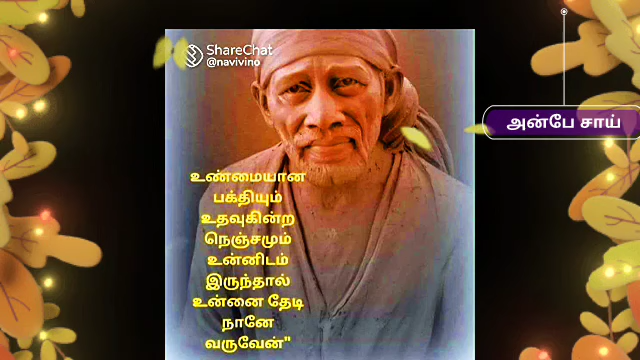 ShareChat
@navivino
அன்பே சாய்
உண்மையான
பக்தியும்
உதவுகின்ற
நெஞ்சமும்
உன்னிடம்
இருந்தால்
உன்னை தேடி
நானே
வருவேன்"